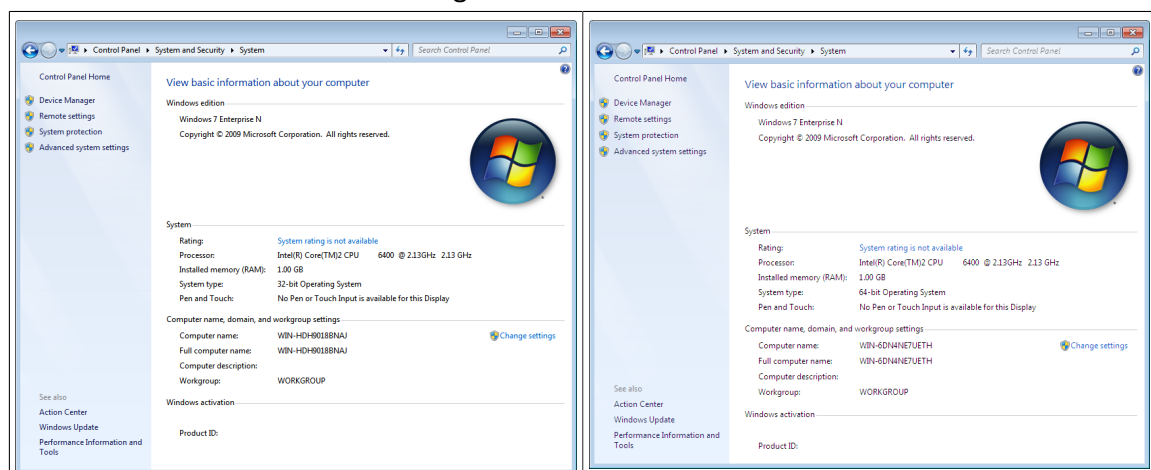 Control Panel ▸ System and Security ▸ System
Search Control Panel
Control Panel Home
Device Manager
Remote settings
System protection
Advanced system settings
See also
Action Center
Windows Update
Performance Information and
Tools
View basic information about your computer
Windows edition
Windows 7 Enterprise N
Copyright © 2009 Microsoft Corporation. All rights reserved.
System
Rating: System rating is not available
Processor: Intel(R) Core(TM)2 CPU 6400 @ 2.13GHz 2.13 GHz
Installed memory (RAM): 1.00 GB
System type: 32-bit Operating System
Pen and Touch: No Pen or Touch Input is available for this Display
Computer name, domain, and workgroup settings
Computer name: WIN-HDH9018BNAJ Change settings
Full computer name: WIN-HDH9018BNAJ
Computer description:
Workgroup: WORKGROUP
Windows activation
Product ID:
Control Panel ▸ System and Security ▸ System
Search Control Panel
Control Panel Home
Device Manager
Remote settings
System protection
Advanced system settings
See also
Action Center
Windows Update
Performance Information and
Tools
View basic information about your computer
Windows edition
Windows 7 Enterprise N
Copyright © 2009 Microsoft Corporation. All rights reserved.
System
Rating: System rating is not available
Processor: Intel(R) Core(TM)2 CPU 6400 @ 2.13GHz 2.13 GHz
Installed memory (RAM): 1.00 GB
System type: 64-bit Operating System
Pen and Touch: No Pen or Touch Input is available for this Display
Computer name, domain, and workgroup settings
Computer name: WIN-6DN4NE7UETH Change settings
Full computer name: WIN-6DN4NE7UETH
Computer description:
Workgroup: WORKGROUP
Windows activation
Product ID: